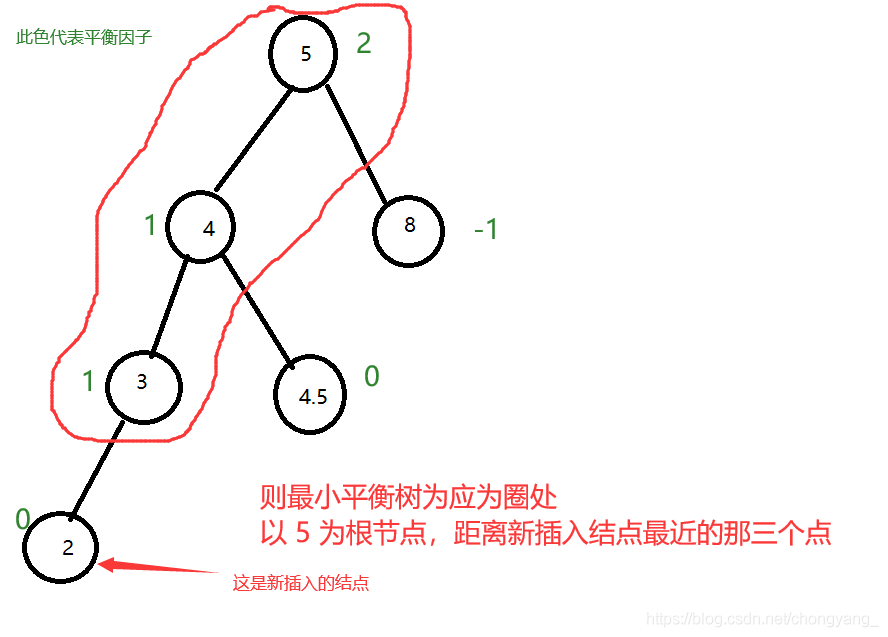 此色代表平衡因子
5
2
1
4
8
-1
1
3
4.5
0
则最小平衡树为应为圈处
以 5 为根节点，距离新插入结点最近的那三个点
0
2
这是新插入的结点
https://blog.csdn.net/chongyang_